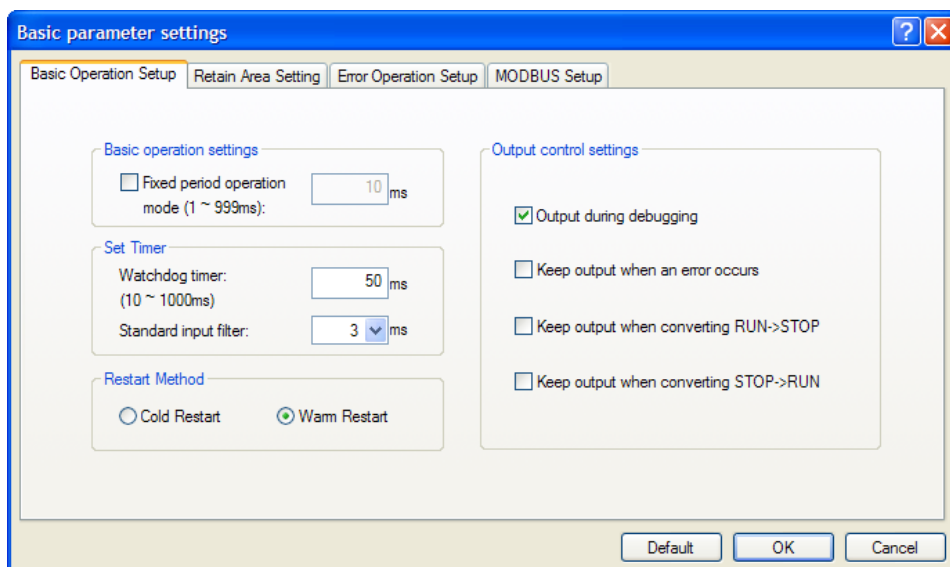 Basic parameter settings
Basic Operation Setup
Retain Area Setting
Error Operation Setup
MODBUS Setup
Basic operation settings
Fixed period operation
mode (1 ~ 999ms):
10 ms
Set Timer
Watchdog timer:
(10 ~ 1000ms)
50 ms
Standard input filter:
3 ms
Restart Method
Cold Restart
Warm Restart
Output control settings
Output during debugging
Keep output when an error occurs
Keep output when converting RUN->STOP
Keep output when converting STOP->RUN
Default
OK
Cancel